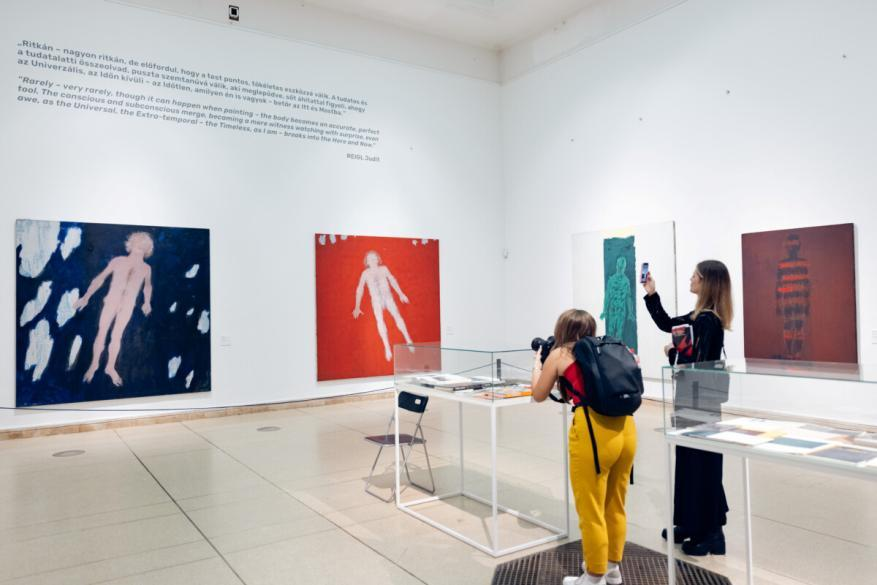 „Ritkán – nagyon ritkán, de előfordul, hogy a test pontos, tökéletes eszközzé válik. A tudatos és
a tudatalatti összeolvad, puszta szemtanúvá válik, aki meglepődve, sőt áhítattal figyeli, ahogy
az Univerzális, az Időn kívüli – az Időtlen, amilyen én is vagyok – betör az Itt és Mostba.”
“Rarely – very rarely, though it can happen when painting – the body becomes an accurate, perfect
tool. The conscious and subconscious merge, becoming a mere witness watching with surprise, even
awe, as the Universal, the Extra-temporal – the Timeless, as I am – breaks into the Here and Now.”
REIGL Judit